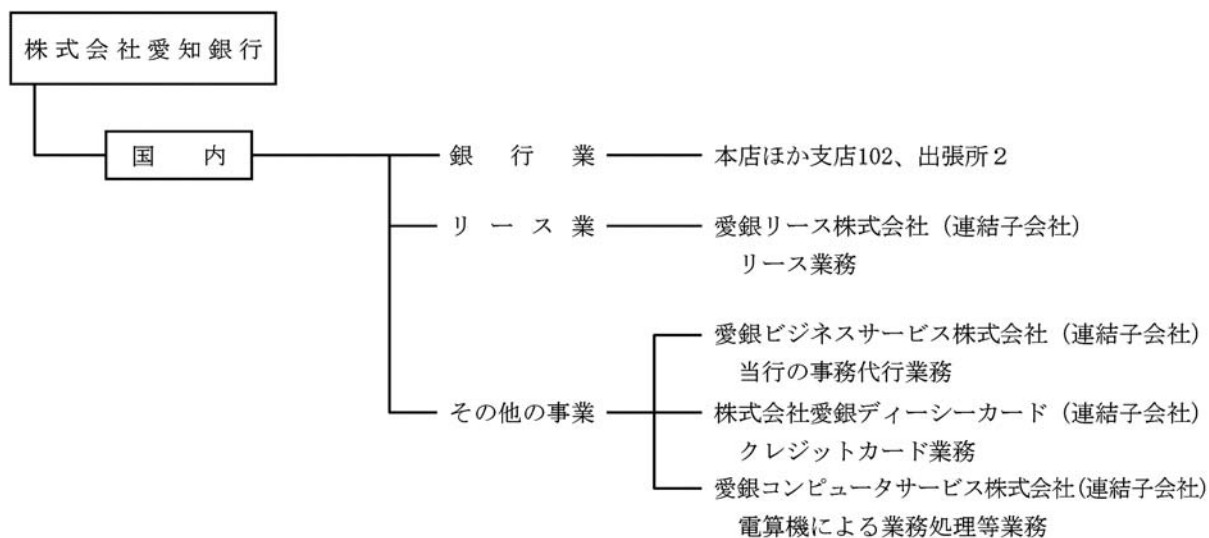 株式会社愛知銀行
国内
銀行業
本店ほか支店102、出張所2
リース業
愛銀リース株式会社（連結子会社）
リース業務
愛銀ビジネスサービス株式会社（連結子会社）
当行の事務代行業務
その他の事業
株式会社愛銀ディーシーカード（連結子会社）
クレジットカード業務
愛銀コンピュータサービス株式会社(連結子会社)
電算機による業務処理等業務